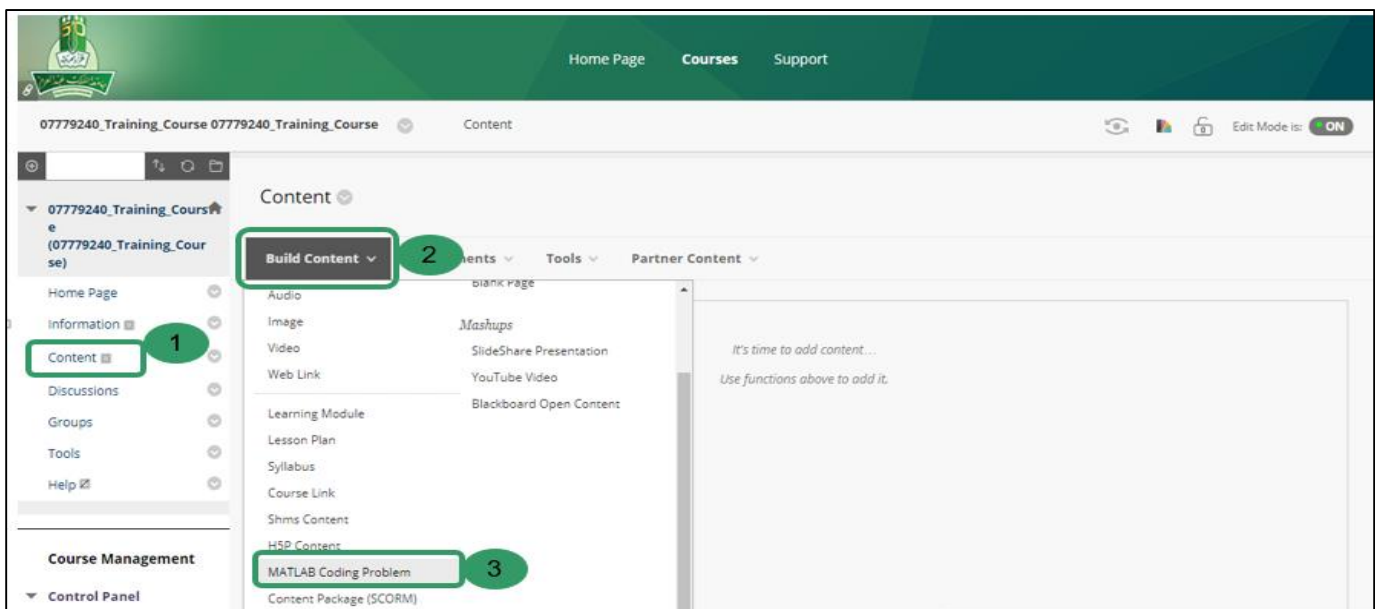 Home Page Courses Support
07779240_Training_Course 07779240_Training_Course Content Edit Mode is: ON
07779240_Training_Cours
e
(07779240_Training_Cour
se)
Home Page
Information
1
Content
Discussions
Groups
Tools
Help
Course Management
Control Panel
Content
Build Content 2 ents Tools Partner Content
Audio
Image
Video
Web Link
Learning Module
Lesson Plan
Syllabus
Course Link
Shms Content
H5P Content
MATLAB Coding Problem 3
Content Package (SCORM)
Blank Page
Mashups
SlideShare Presentation
YouTube Video
Blackboard Open Content
It's time to add content...
Use functions above to add it.